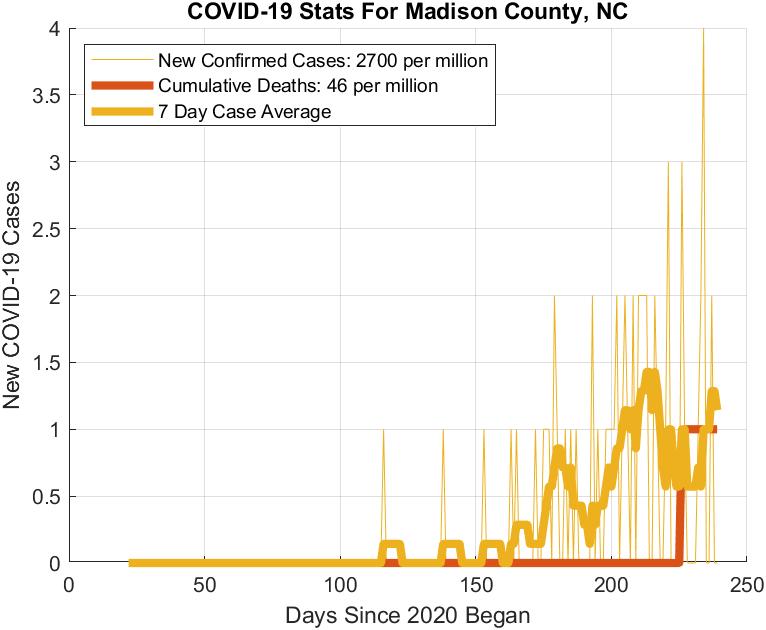 COVID-19 Stats For Madison County, NC
New Confirmed Cases: 2700 per million
Cumulative Deaths: 46 per million
7 Day Case Average
New COVID-19 Cases
4
3.5
3
2.5
2
1.5
1
0.5
0
0 50 100 150 200 250
Days Since 2020 Began